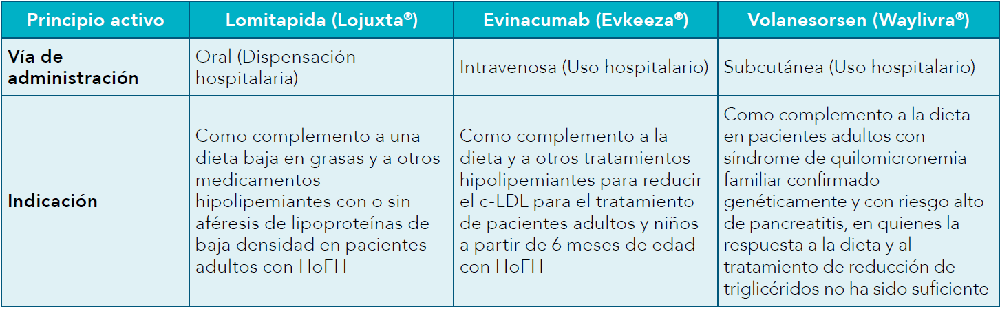 Principio activo
Lomitapida (Lojuxta®)
Evinacumab (Evkeeza®)
Volanesorsen (Waylivra®)
Vía de
administración
Oral (Dispensación
hospitalaria)
Intravenosa (Uso hospitalario)
Subcutánea (Uso hospitalario)
Indicación
Como complemento a una
dieta baja en grasas y a otros
medicamentos
hipolipemiantes con o sin
aféresis de lipoproteínas de
baja densidad en pacientes
adultos con HoFH
Como complemento a la
dieta y a otros tratamientos
hipolipemiantes para reducir
el c-LDL para el tratamiento
de pacientes adultos y niños
a partir de 6 meses de edad
con HoFH
Como complemento a la dieta
en pacientes adultos con
síndrome de quilomicronemia
familiar confirmado
genéticamente y con riesgo alto
de pancreatitis, en quienes la
respuesta a la dieta y al
tratamiento de reducción de
triglicéridos no ha sido suficiente